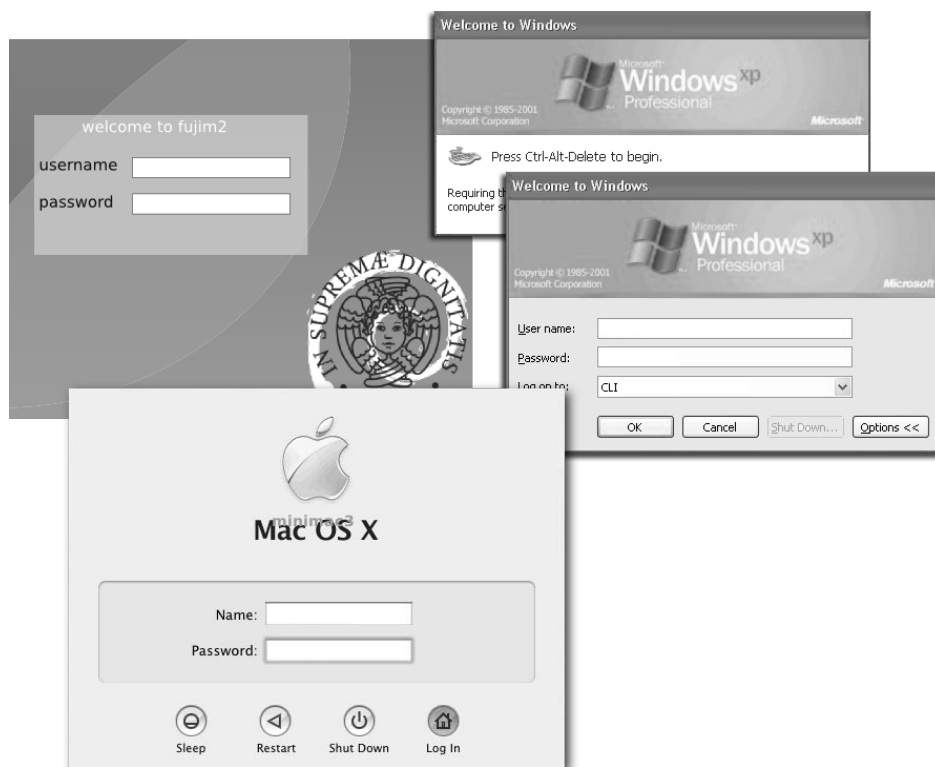 welcome to fujim2
username
password
IN SUPREMÆ DIGNITATIS
Welcome to Windows
Microsoft
Windows xp
Professional
Copyright © 1985-2001
Microsoft Corporation
Microsoft
Press Ctrl-Alt-Delete to begin.
Requiring
computer
Welcome to Windows
Microsoft
Windows xp
Professional
Copyright © 1985-2001
Microsoft Corporation
Microsoft
User name:
Password:
Log on to: CLI
OK Cancel Shut Down... Options <<
minimac3
Mac OS X
Name:
Password:
Sleep Restart Shut Down Log In